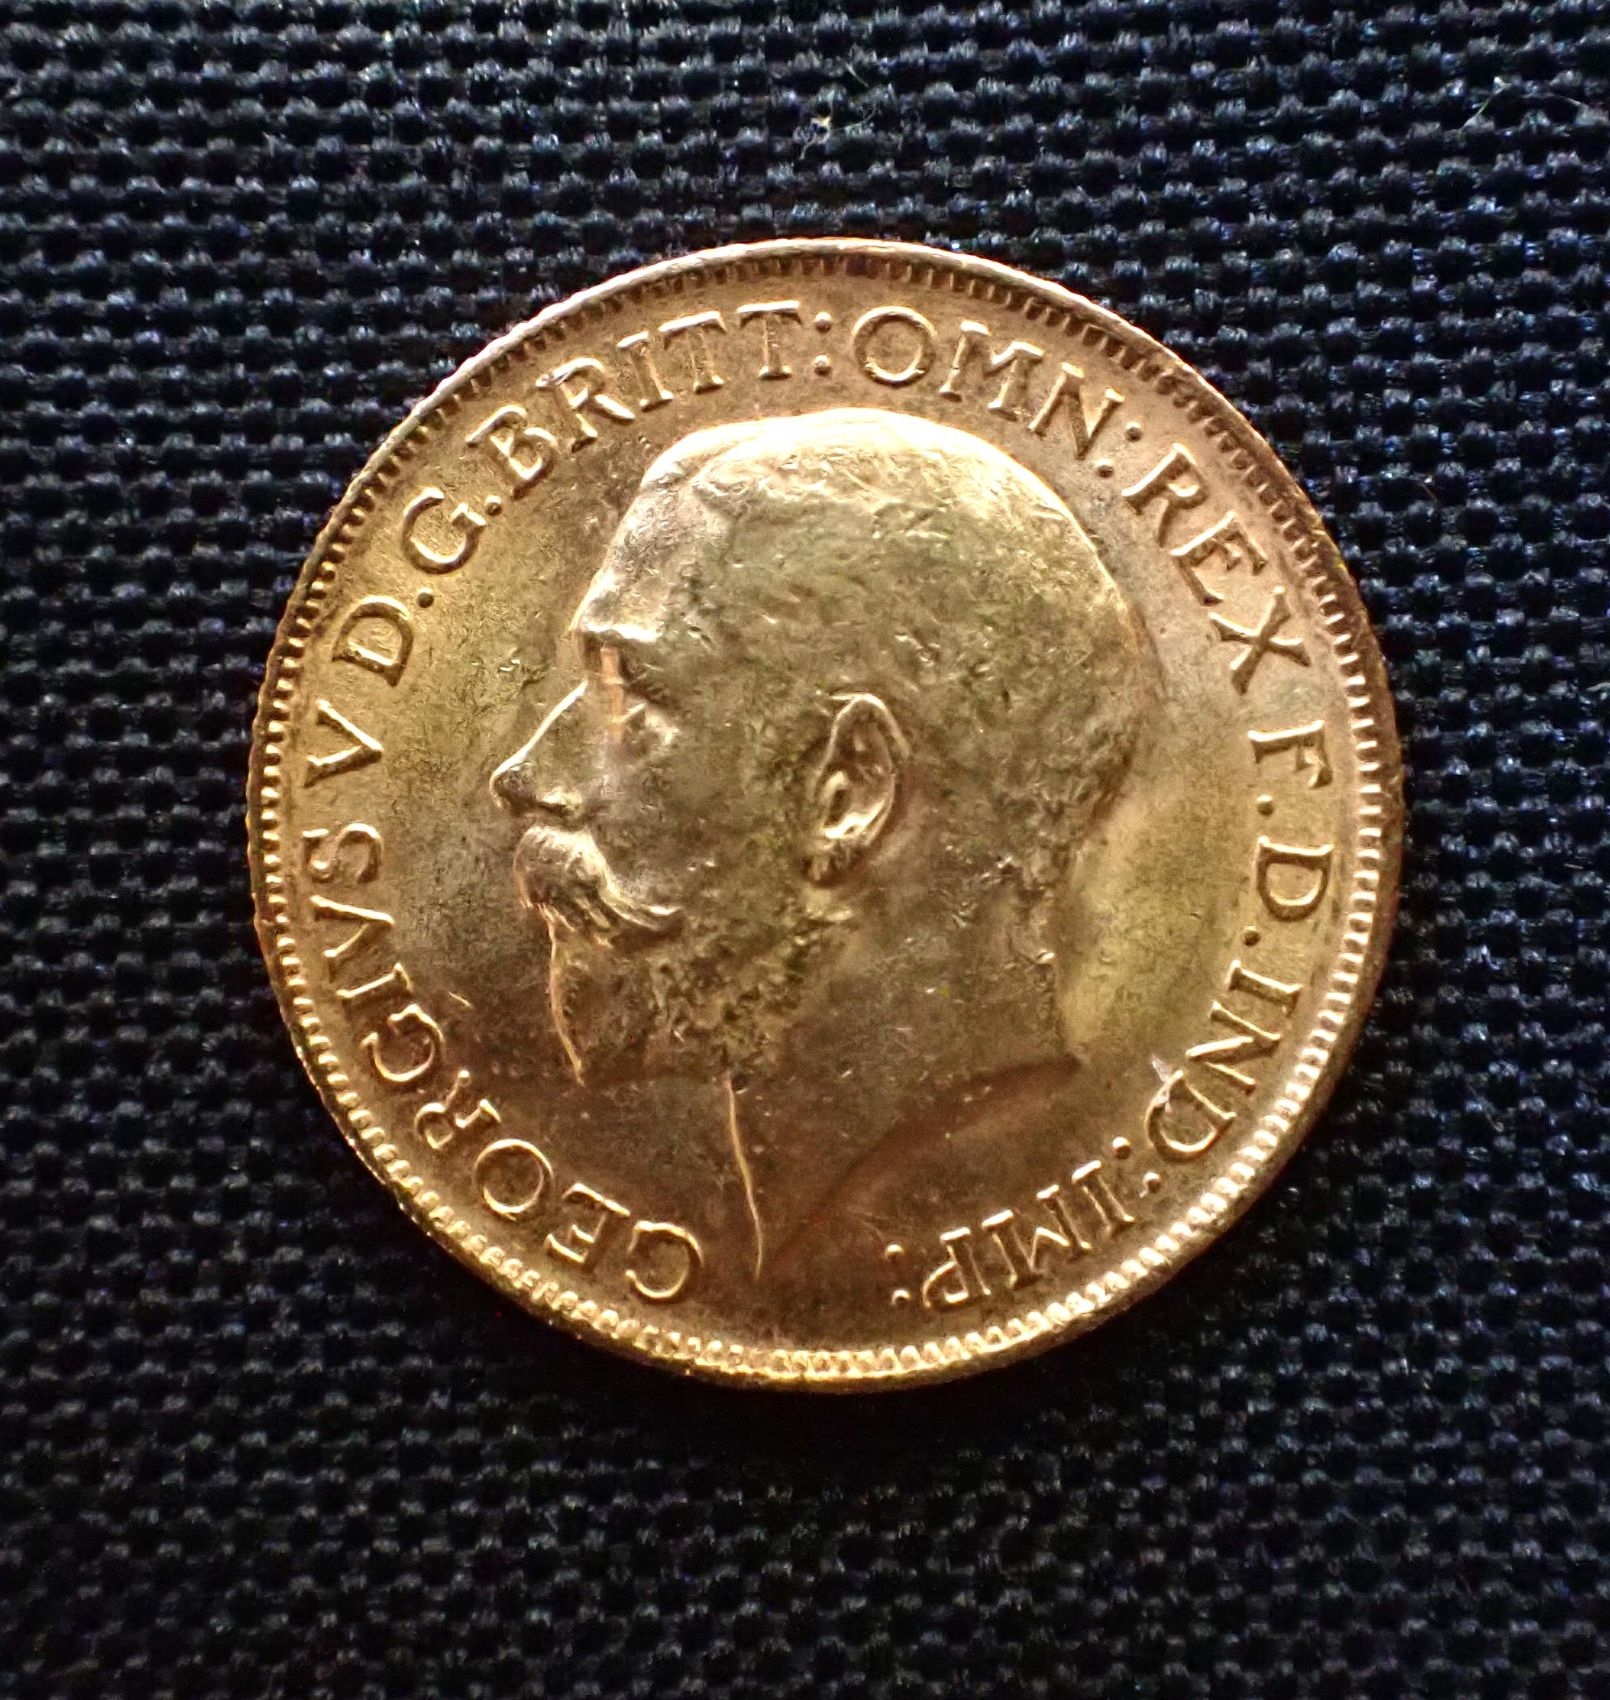 GEORGIVS V D.G.BRITT:OMN:REX F.D.IND:IMP: